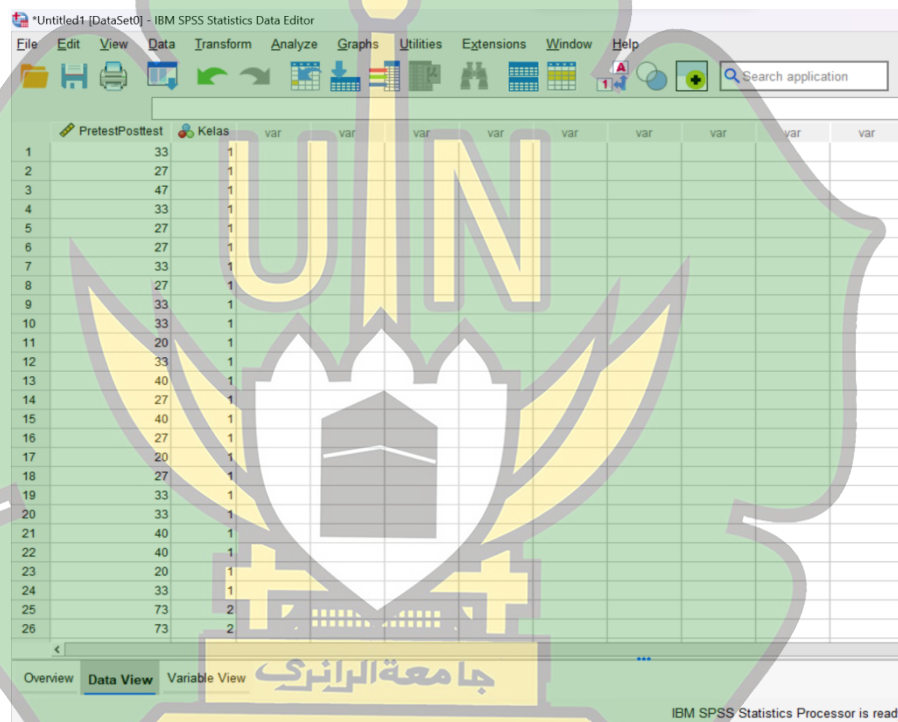 *Untitled1 [DataSet0] - IBM SPSS Statistics Data Editor
File Edit View Data Transform Analyze Graphs Utilities Extensions Window Help
Search application
PretestPosttest Kelas var var var var var var var var var
1 33 1
2 27 1
3 47 1
4 33 1
5 27 1
6 27 1
7 33 1
8 27 1
9 33 1
10 33 1
11 20 1
12 33 1
13 40 1
14 27 1
15 40 1
16 27 1
17 20 1
18 27 1
19 33 1
20 33 1
21 40 1
22 40 1
23 20 1
24 33 1
25 73 2
26 73 2
UIN
جامعة الرانري
Overview Data View Variable View
IBM SPSS Statistics Processor is read